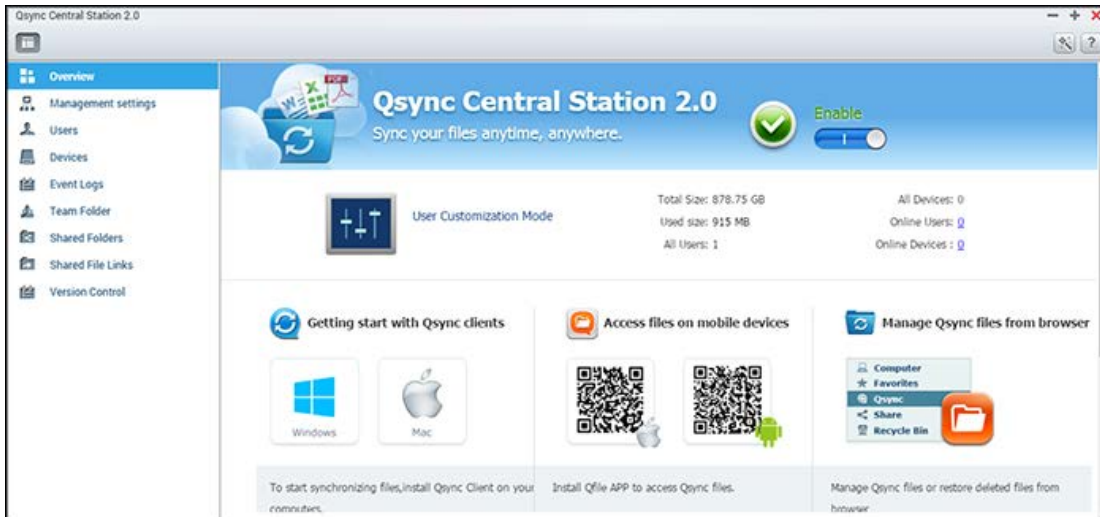 Qsync Central Station 2.0
Overview
Management settings
Users
Devices
Event Logs
Team Folder
Shared Folders
Shared File Links
Version Control
Qsync Central Station 2.0
Sync your files anytime, anywhere.
Enable
User Customization Mode
Total Size: 878.75 GB
Used size: 915 MB
All Users: 1
All Devices: 0
Online Users: 0
Online Devices : 0
Getting start with Qsync clients
Windows
Mac
To start synchronizing files,install Qsync Client on your
computers.
Access files on mobile devices
Install Qfile APP to access Qsync files.
Manage Qsync files from browser
Computer
Favorites
Qsync
Share
Recycle Bin
Manage Qsync files or restore deleted files from
browser